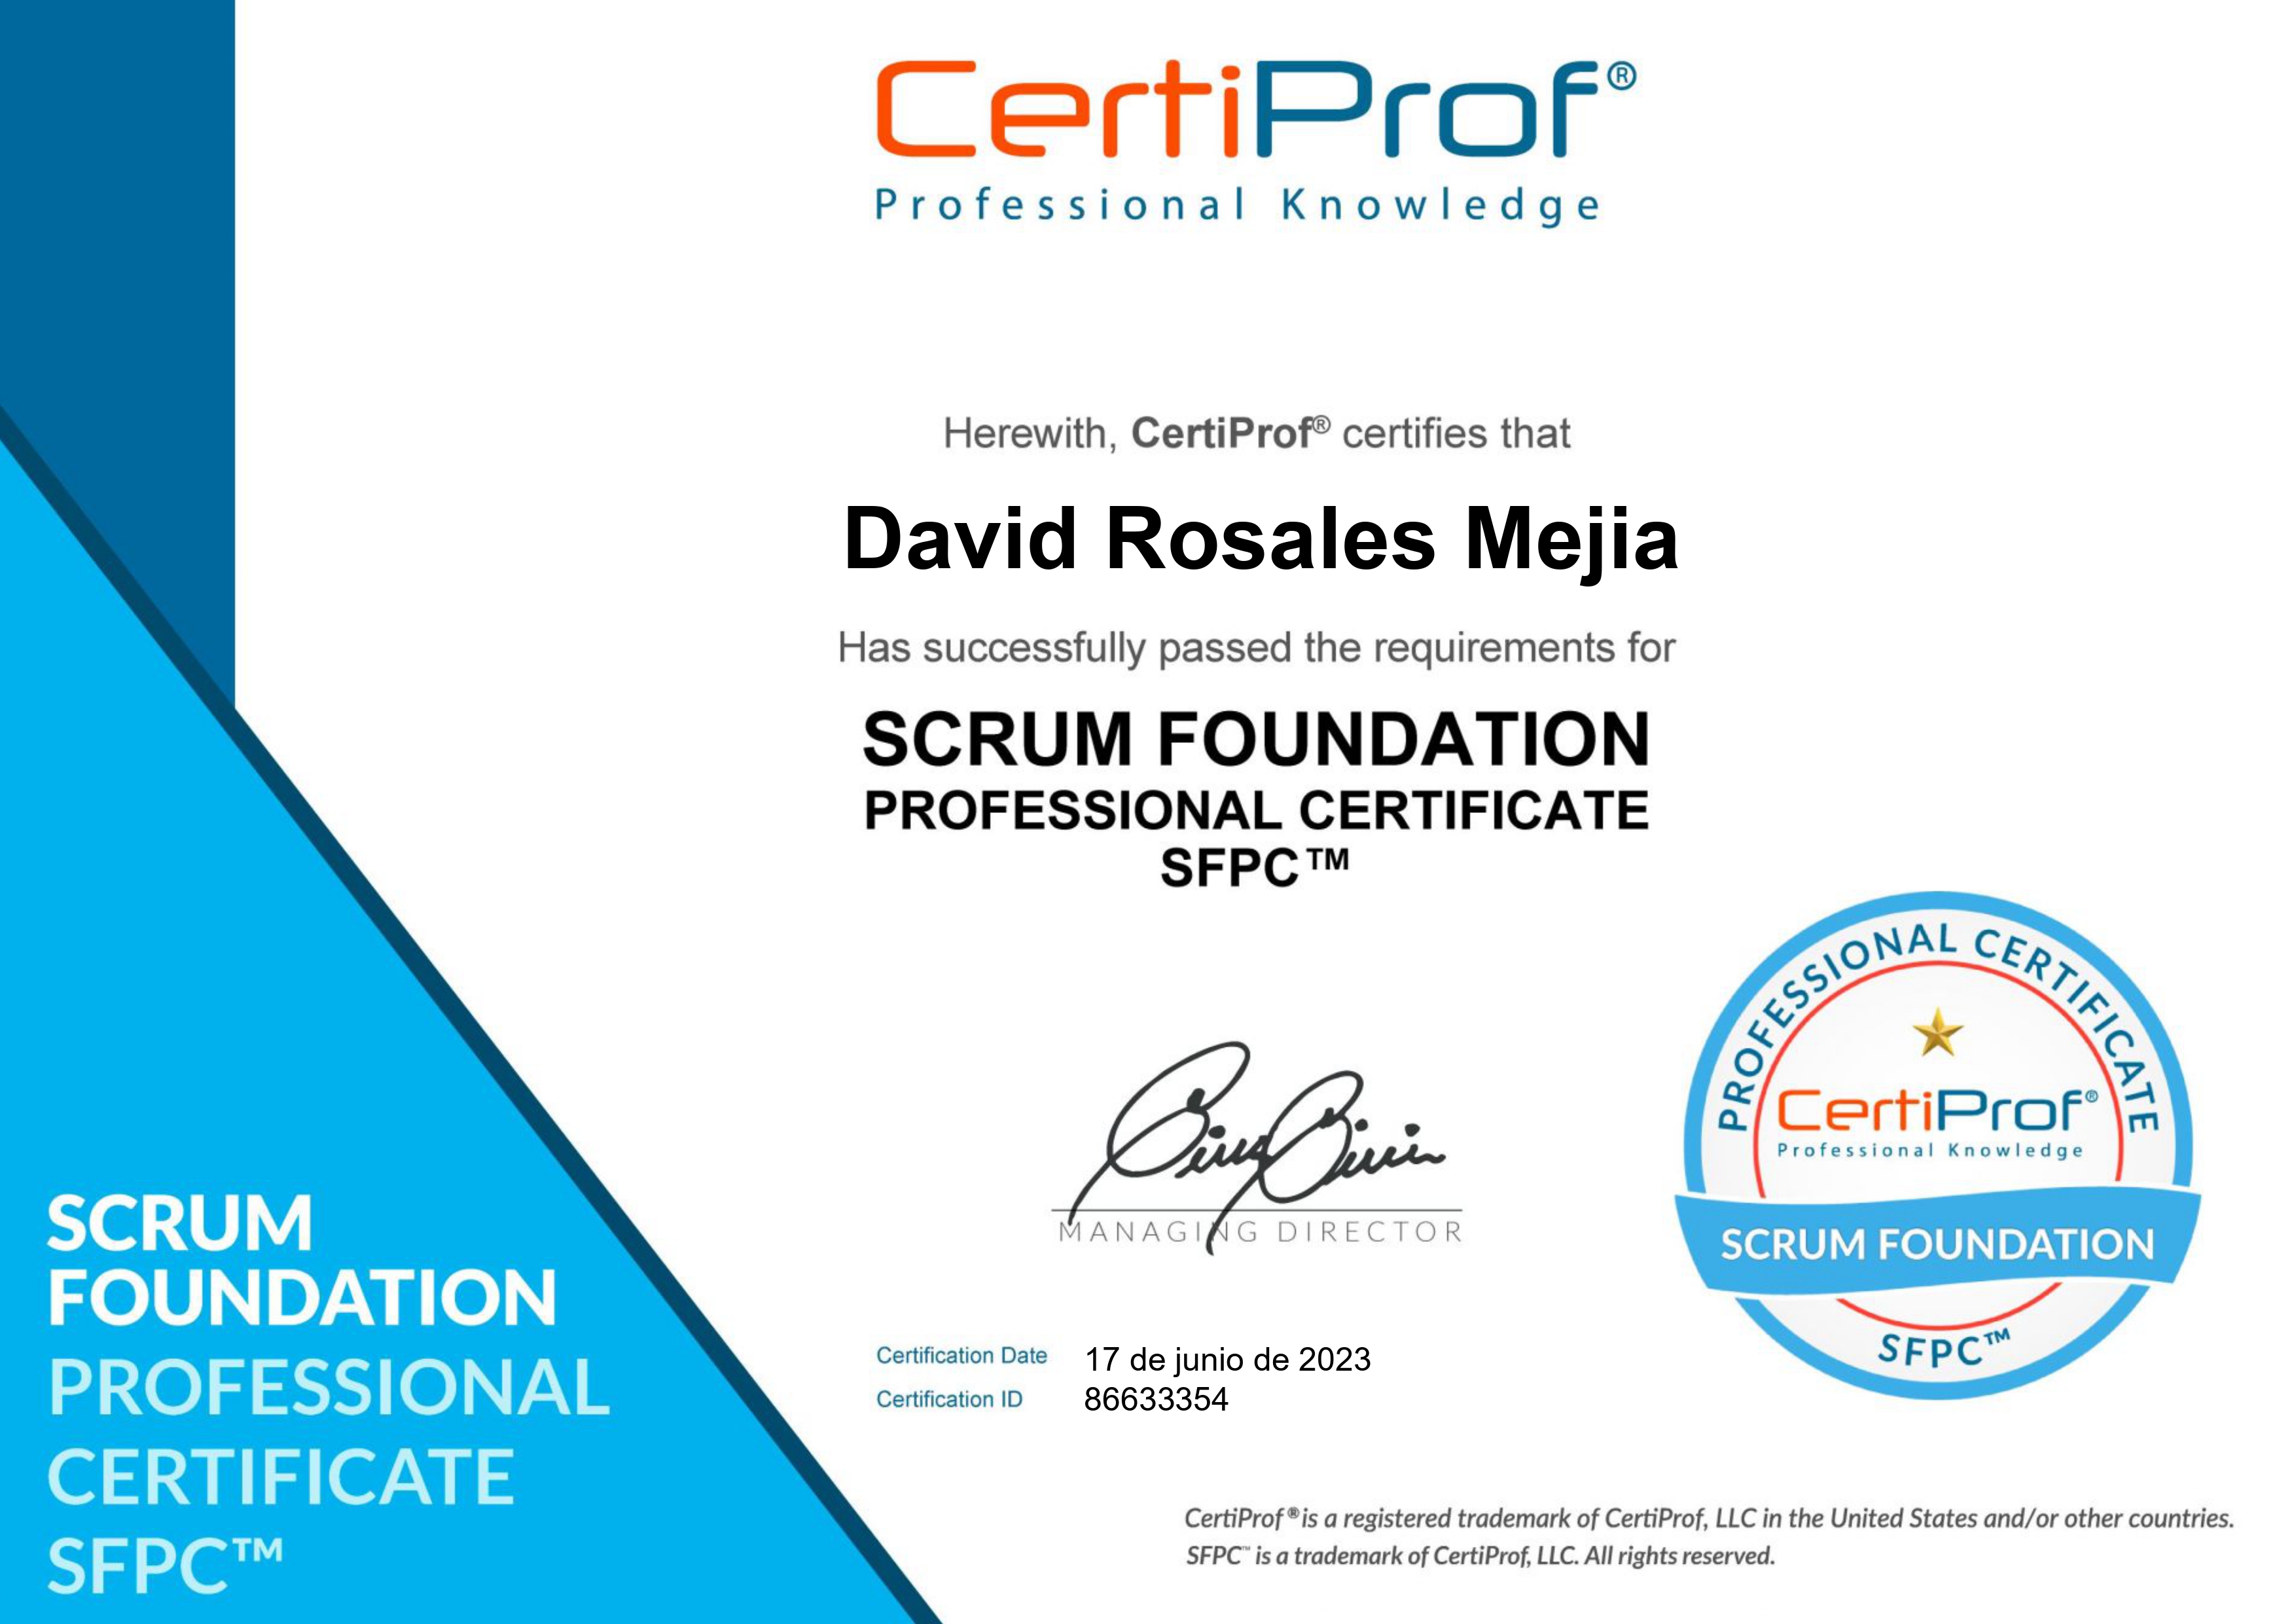 CertiProf®
Professional Knowledge
Herewith, CertiProf® certifies that
David Rosales Mejia
Has successfully passed the requirements for
SCRUM FOUNDATION
PROFESSIONAL CERTIFICATE
SFPC™
MANAGING DIRECTOR
Certification Date 17 de junio de 2023
Certification ID 86633354
PROFESSIONAL CERTIFICATE
CertiProf®
Professional Knowledge
SCRUM FOUNDATION
SFPC™
SCRUM
FOUNDATION
PROFESSIONAL
CERTIFICATE
SFPC™
CertiProf® is a registered trademark of CertiProf, LLC in the United States and/or other countries.
SFPC™ is a trademark of CertiProf, LLC. All rights reserved.